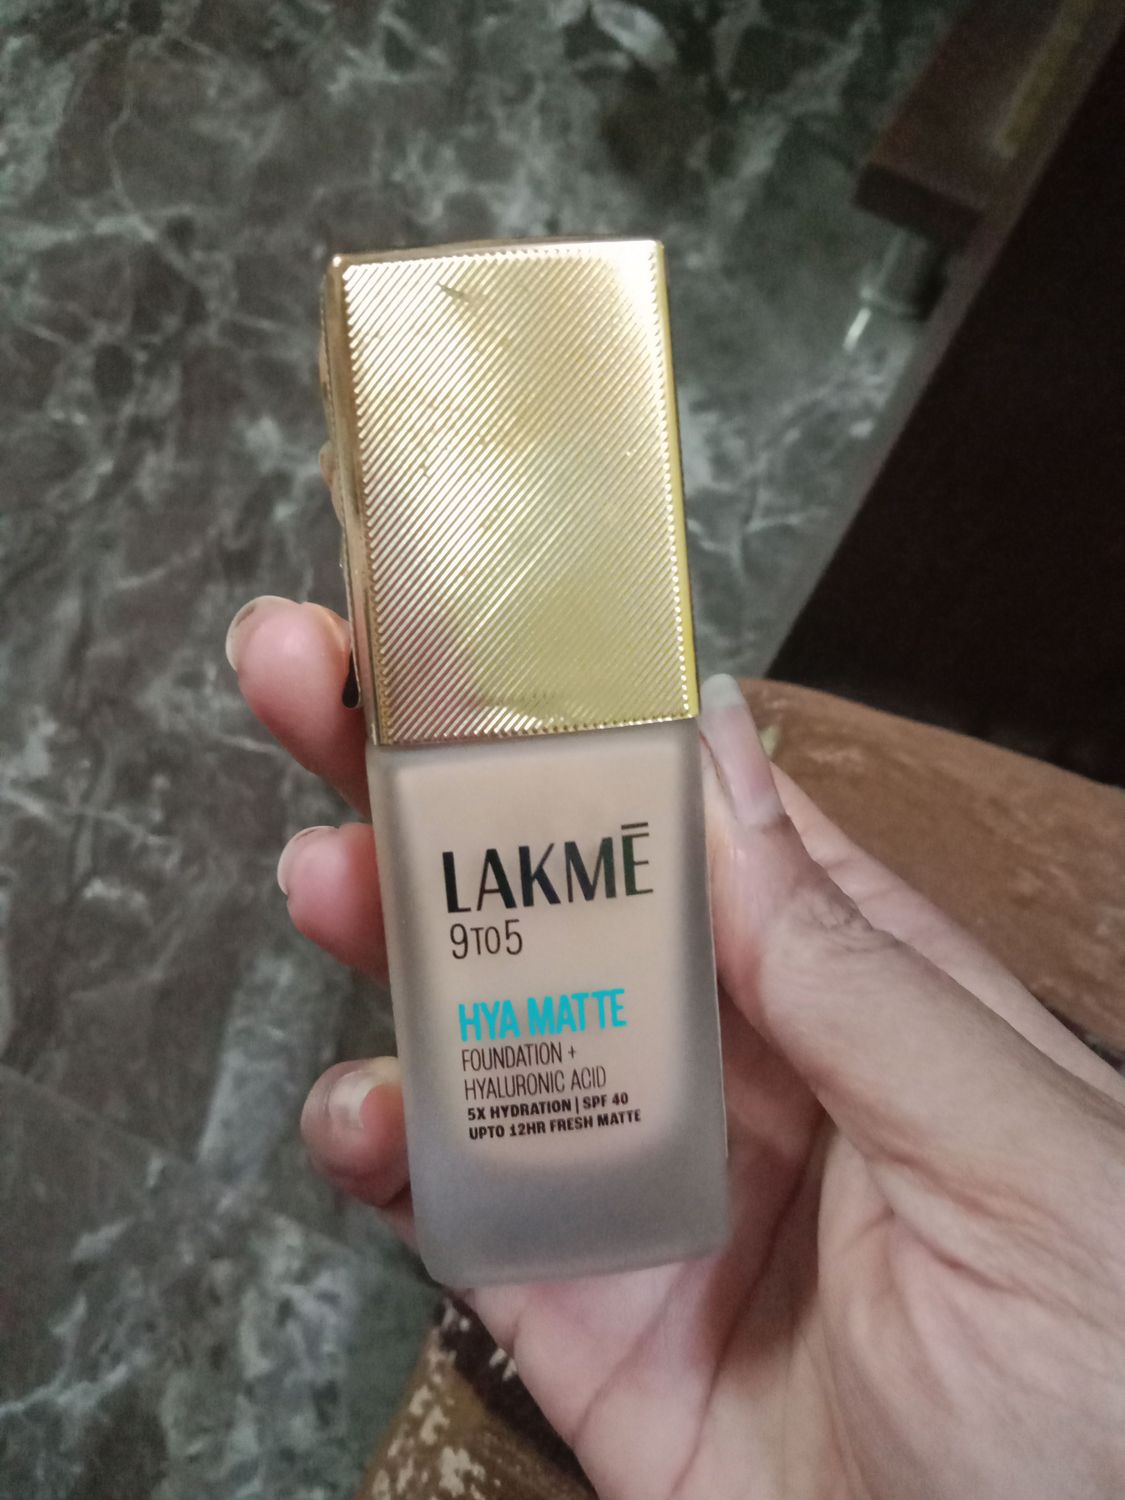 LAKMĒ
9TO5
HYA MATTE
FOUNDATION +
HYALURONIC ACID
5X HYDRATION | SPF 40
UPTO 12HR FRESH MATTE